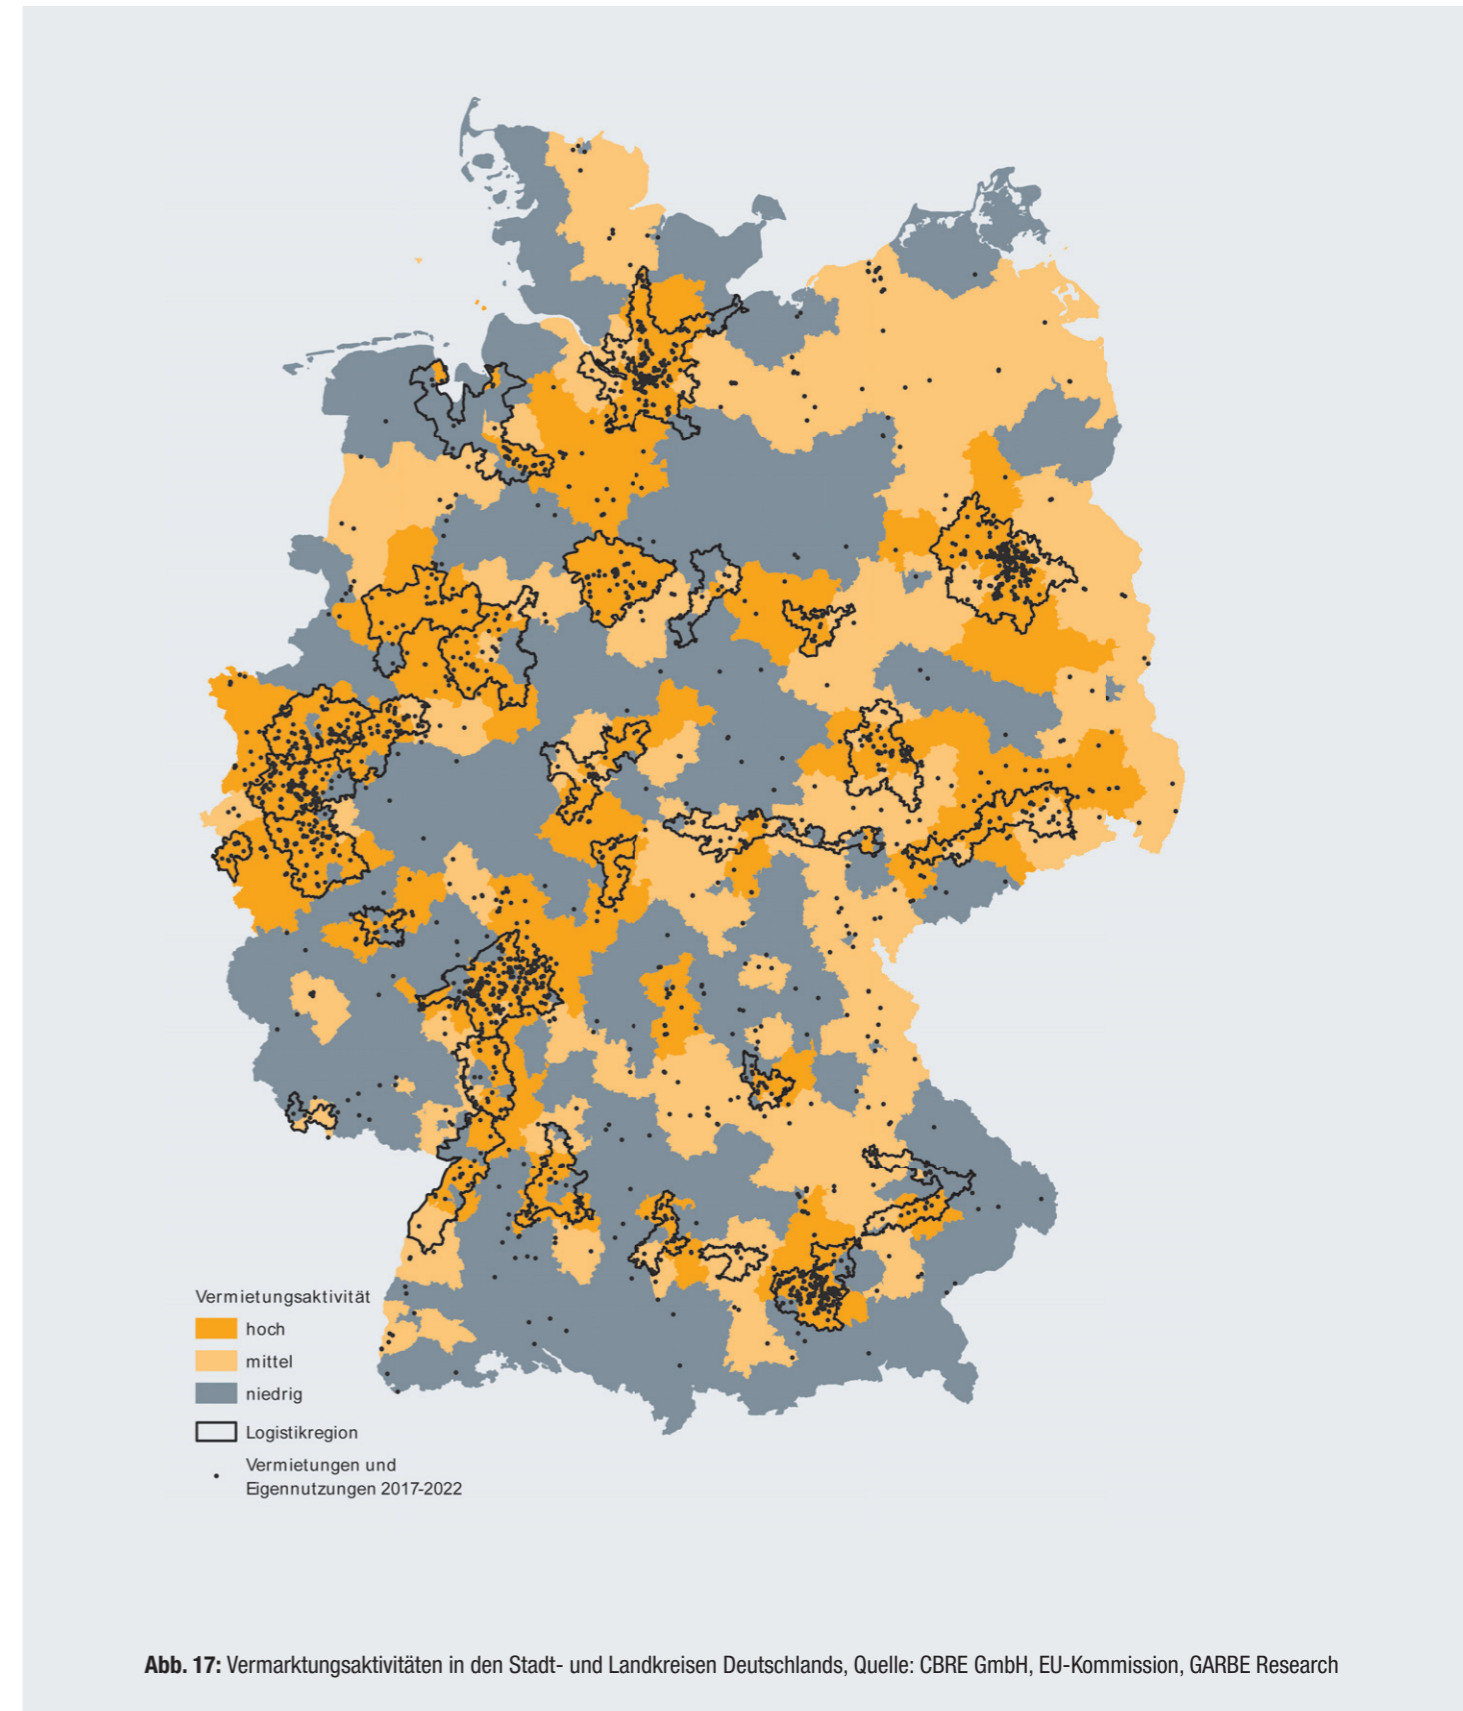 Vermietungsaktivität
hoch
mittel
niedrig
Logistikregion
Vermietungen und
Eigennutzungen 2017-2022
Abb. 17: Vermarktungsaktivitäten in den Stadt- und Landkreisen Deutschlands, Quelle: CBRE GmbH, EU-Kommission, GARBE Research